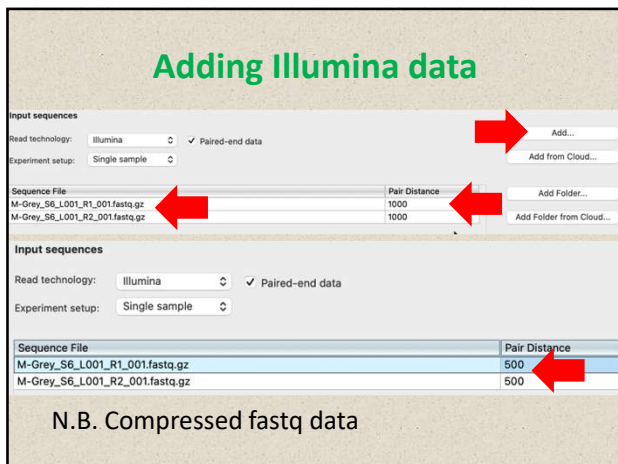 Adding Illumina data
Input sequences
Read technology: Illumina Paired-end data Add...
Experiment setup: Single sample Add from Cloud...
Sequence File Pair Distance Add Folder...
M-Grey_S6_L001_R1_001.fastq.gz 1000
M-Grey_S6_L001_R2_001.fastq.gz 1000 Add Folder from Cloud...
Input sequences
Read technology: Illumina Paired-end data
Experiment setup: Single sample
Sequence File Pair Distance
M-Grey_S6_L001_R1_001.fastq.gz 500
M-Grey_S6_L001_R2_001.fastq.gz 500
N.B. Compressed fastq data